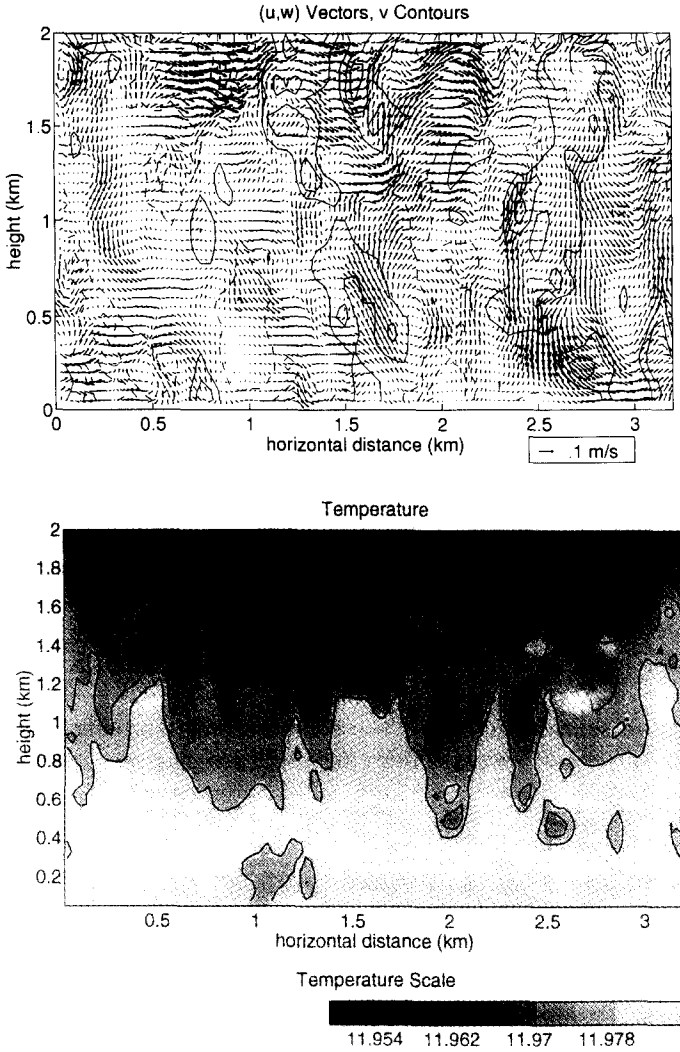 (u,w) Vectors, v Contours
2
1.5
1
0.5
0
height (km)
0 0.5 1 1.5 2 2.5 3
horizontal distance (km)
.1 m/s
Temperature
2
1.8
1.6
1.4
1.2
1
0.8
0.6
0.4
0.2
height (km)
0.5 1 1.5 2 2.5 3
horizontal distance (km)
Temperature Scale
11.954 11.962 11.97 11.978